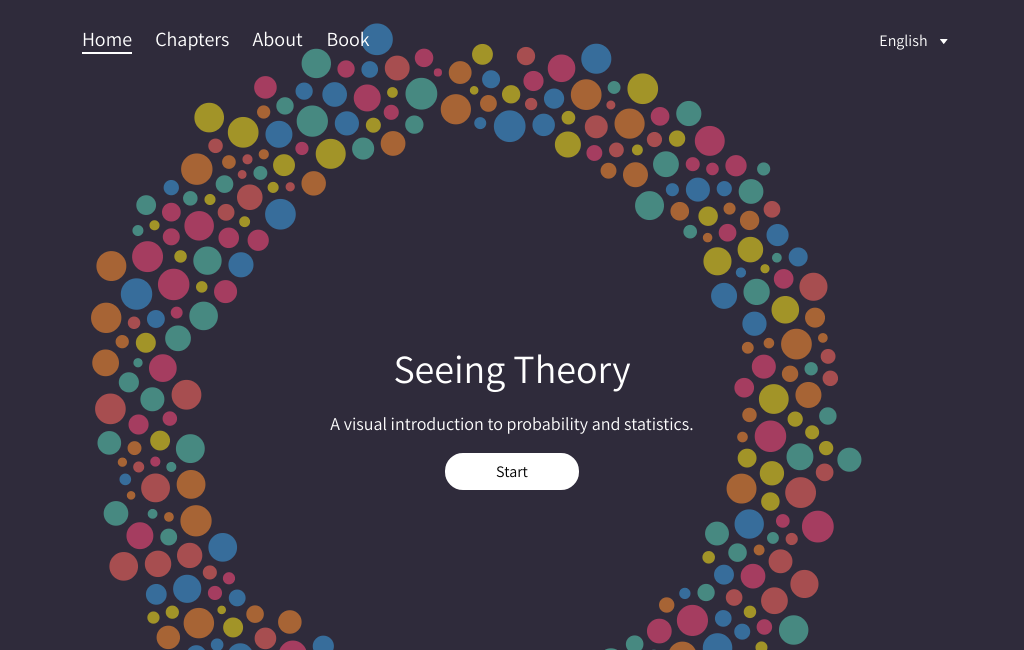 Home Chapters About Book English
Seeing Theory
A visual introduction to probability and statistics.
Start